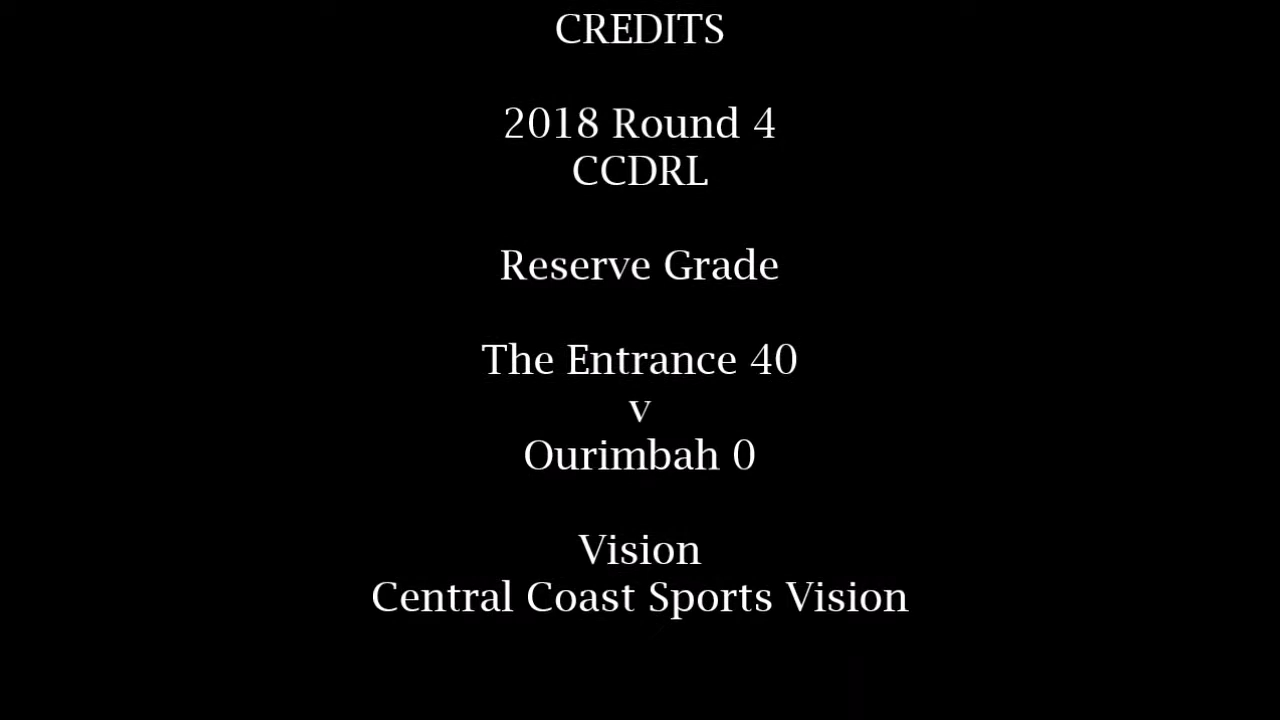 CREDITS
2018 Round 4
CCDRL
Reserve Grade
The Entrance 40
v
Ourimbah 0
Vision
Central Coast Sports Vision